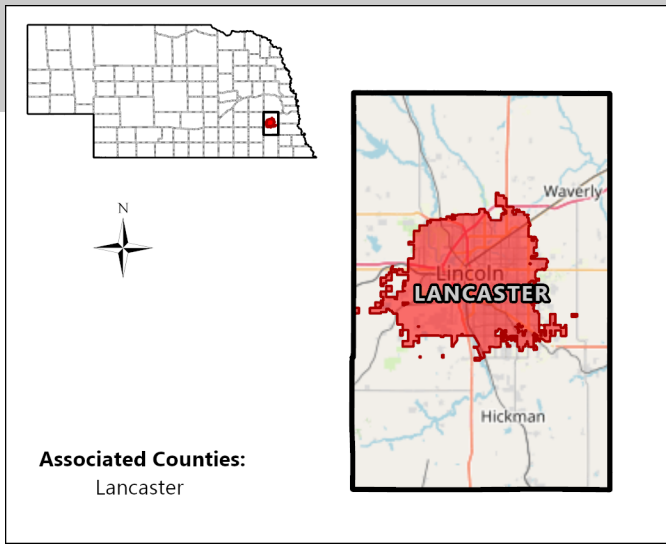 N
Waverly
Lincoln
LANCASTER
Hickman
Associated Counties:
Lancaster